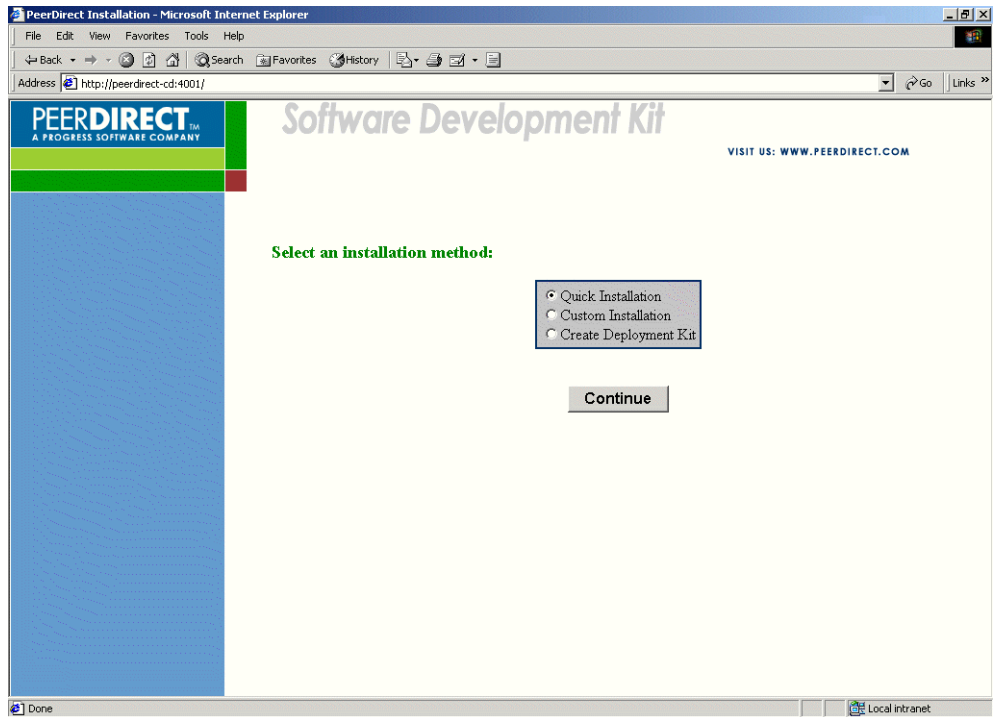 PeerDirect Installation - Microsoft Internet Explorer
File Edit View Favorites Tools Help
Back Search Favorites History
Address http://peerdirect-cd:4001/ Go Links »
PEERDIRECT TM
A PROGRESS SOFTWARE COMPANY
Software Development Kit
VISIT US: WWW.PEERDIRECT.COM
Select an installation method:
Quick Installation
Custom Installation
Create Deployment Kit
Continue
Done Local intranet